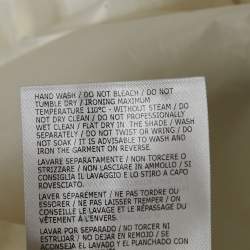 HAND WASH / DO NOT BLEACH / DO NOT
TUMBLE DRY / IRONING MAXIMUM
TEMPERATURE 110°C - WITHOUT STEAM / DO
NOT DRY CLEAN / DO NOT PROFESSIONALLY
WET CLEAN / FLAT DRY IN THE SHADE / WASH
SEPARATELY / DO NOT TWIST OR WRING / DO
NOT SOAK / IT IS ADVISABLE TO WASH AND
IRON THE GARMENT ON REVERSE.
LAVARE SEPARATAMENTE / NON TORCERE O
STRIZZARE / NON LASCIARE IN AMMOLLO / SI
CONSIGLIA IL LAVAGGIO E LO STIRO A CAPO
ROVESCIATO.
LAVER SÉPARÉMENT / NE PAS TORDRE OU
ESSORER / NE PAS LAISSER TREMPER / ON
CONSEILLE LE LAVAGE ET LE REPASSAGE DU
VÊTEMENT À L'ENVERS.
LAVAR POR SEPARADO / NO TORCER NI
ESTRUJAR / NO DEJAR EN REMOJO / SE
ACONSEJA EL LAVADO Y EL PLANCHADO CON